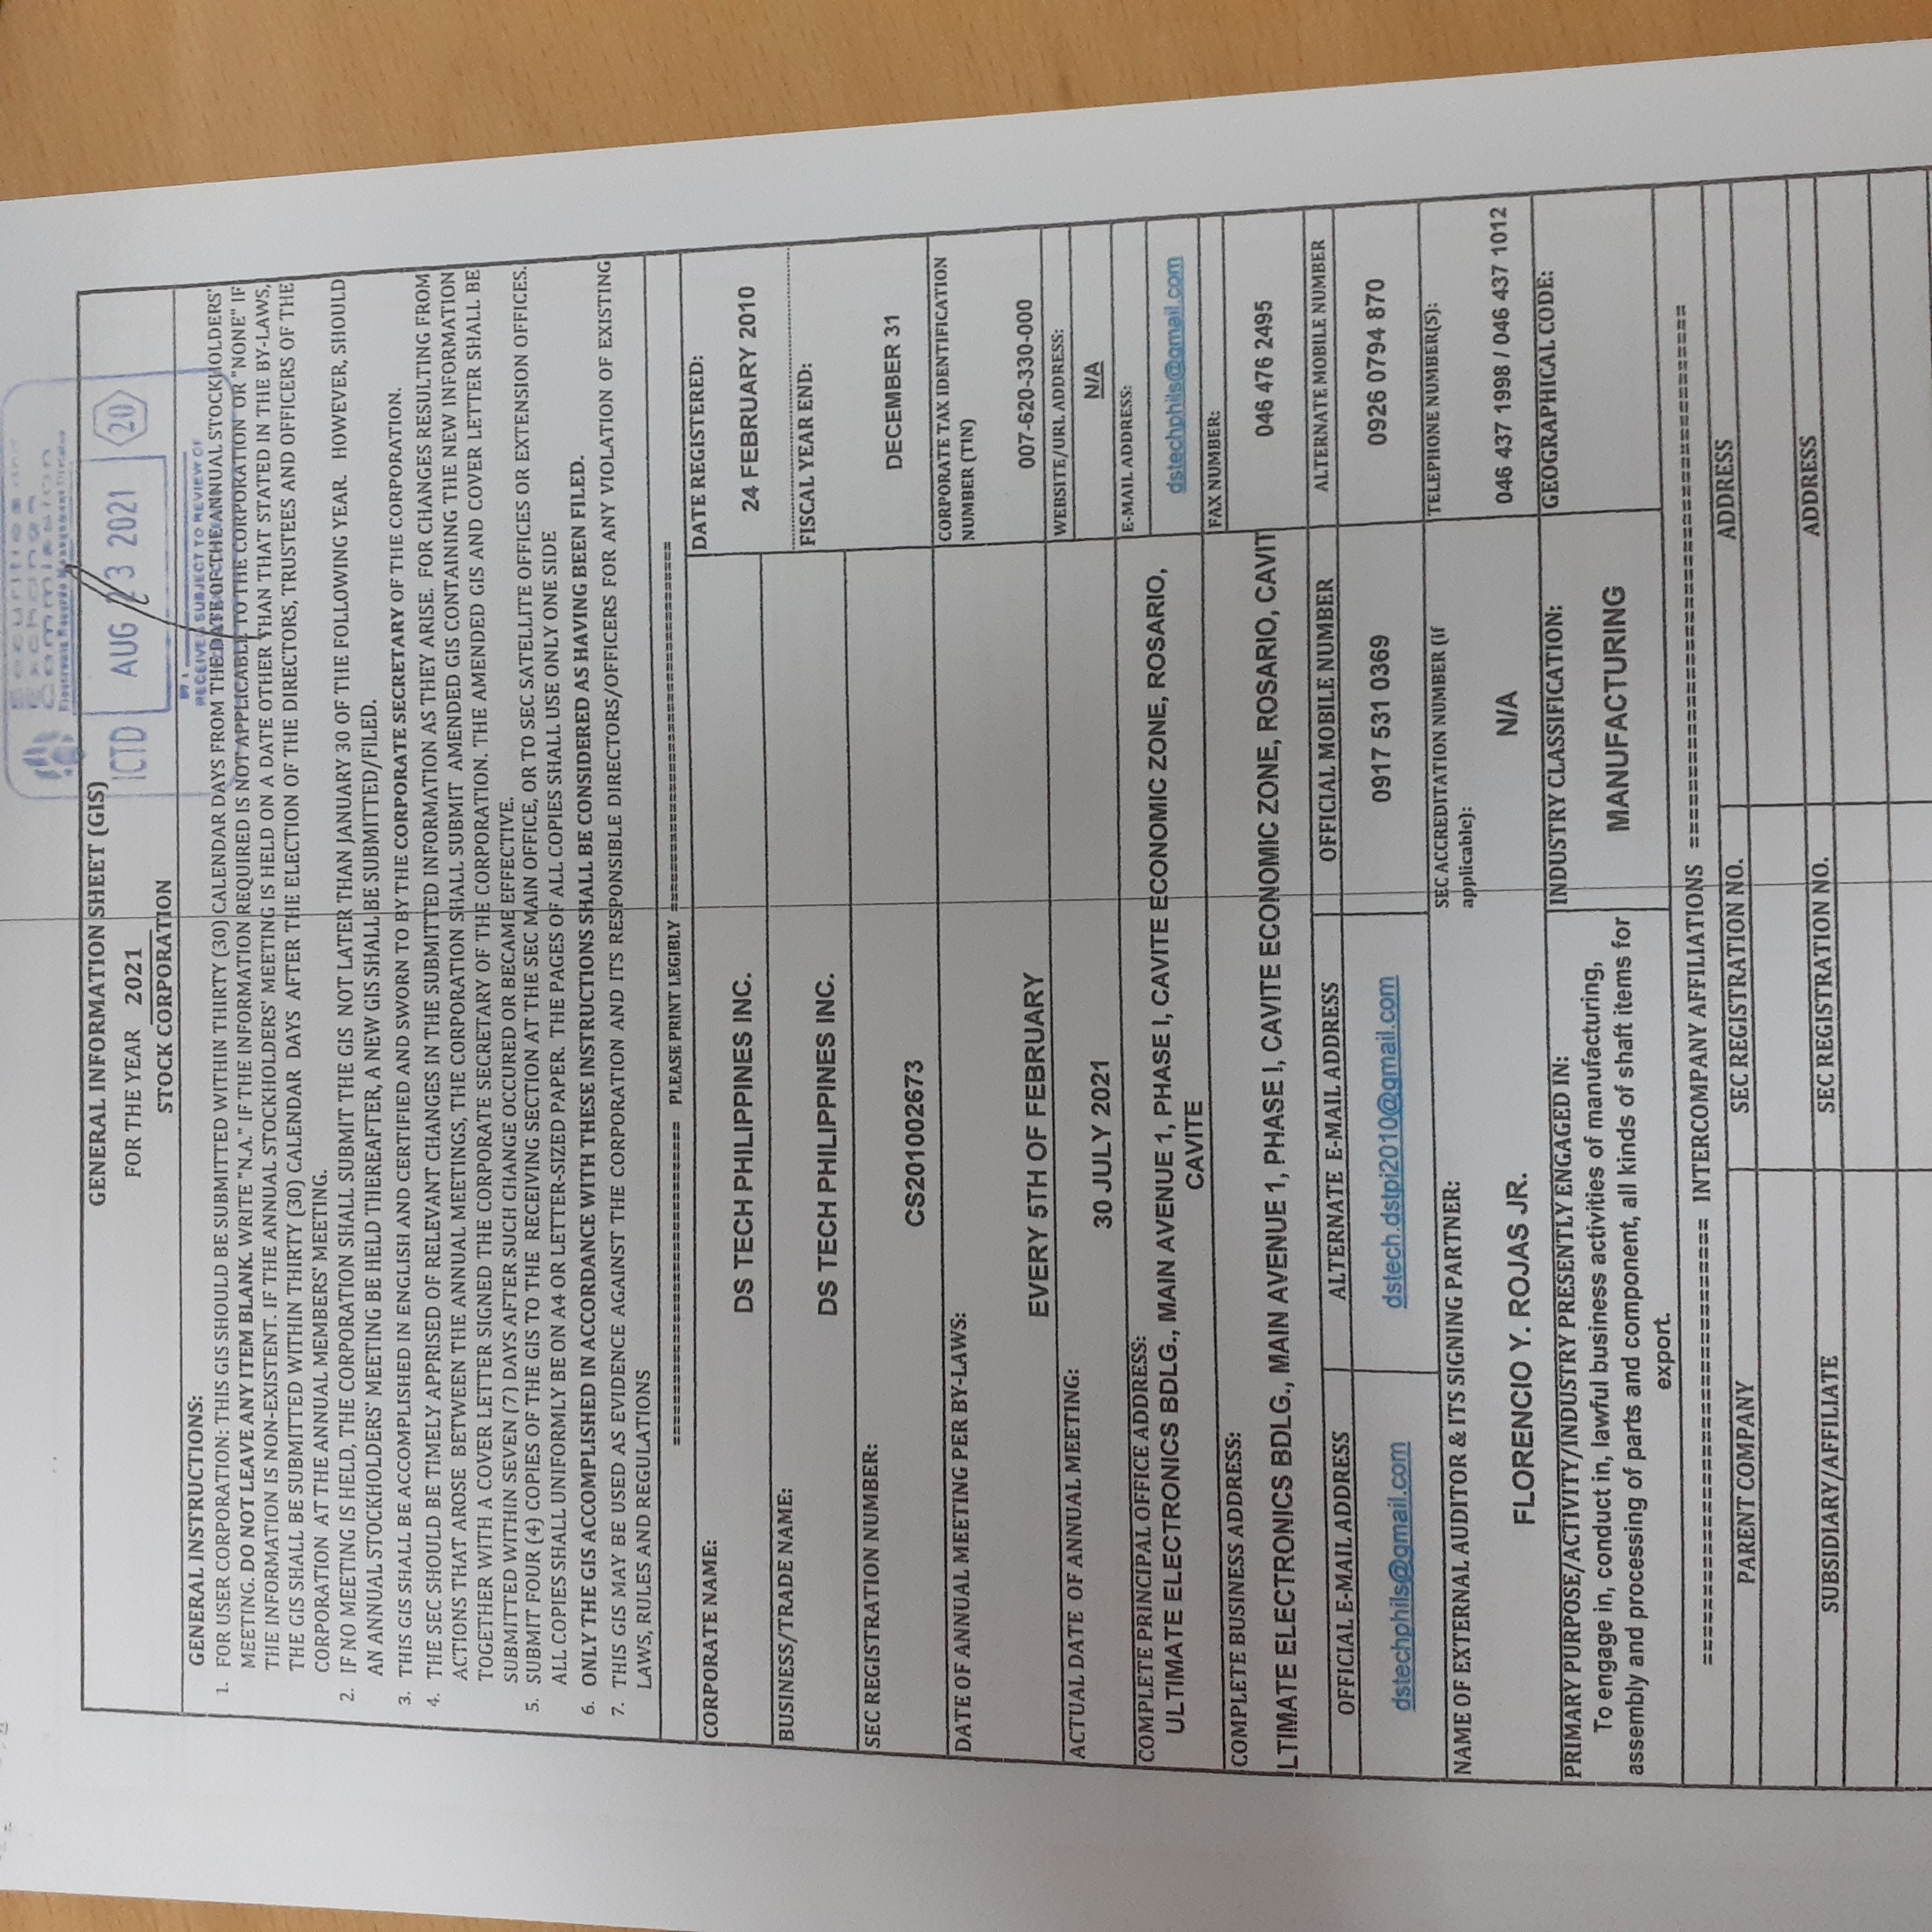 Securities and
Exchange
Commission
Electronic Records Management Division
ICTD AUG 23 2021 20
RECEIVED SUBJECT TO REVIEW OF
GENERAL INFORMATION SHEET (GIS)
FOR THE YEAR 2021
STOCK CORPORATION
GENERAL INSTRUCTIONS:
1. FOR USER CORPORATION: THIS GIS SHOULD BE SUBMITTED WITHIN THIRTY (30) CALENDAR DAYS FROM THE DATE OF THE ANNUAL STOCKHOLDERS'
MEETING. DO NOT LEAVE ANY ITEM BLANK. WRITE "N.A." IF THE INFORMATION REQUIRED IS NOT APPLICABLE TO THE CORPORATION OR "NONE" IF
THE INFORMATION IS NON-EXISTENT. IF THE ANNUAL STOCKHOLDERS' MEETING IS HELD ON A DATE OTHER THAN THAT STATED IN THE BY-LAWS,
THE GIS SHALL BE SUBMITTED WITHIN THIRTY (30) CALENDAR DAYS AFTER THE ELECTION OF THE DIRECTORS, TRUSTEES AND OFFICERS OF THE
CORPORATION AT THE ANNUAL MEMBERS' MEETING.
2. IF NO MEETING IS HELD, THE CORPORATION SHALL SUBMIT THE GIS NOT LATER THAN JANUARY 30 OF THE FOLLOWING YEAR. HOWEVER, SHOULD
AN ANNUAL STOCKHOLDERS' MEETING BE HELD THEREAFTER, A NEW GIS SHALL BE SUBMITTED/FILED.
3. THIS GIS SHALL BE ACCOMPLISHED IN ENGLISH AND CERTIFIED AND SWORN TO BY THE CORPORATE SECRETARY OF THE CORPORATION.
4. THE SEC SHOULD BE TIMELY APPRISED OF RELEVANT CHANGES IN THE SUBMITTED INFORMATION AS THEY ARISE. FOR CHANGES RESULTING FROM
ACTIONS THAT AROSE BETWEEN THE ANNUAL MEETINGS, THE CORPORATION SHALL SUBMIT AMENDED GIS CONTAINING THE NEW INFORMATION
TOGETHER WITH A COVER LETTER SIGNED THE CORPORATE SECRETARY OF THE CORPORATION. THE AMENDED GIS AND COVER LETTER SHALL BE
SUBMITTED WITHIN SEVEN (7) DAYS AFTER SUCH CHANGE OCCURED OR BECAME EFFECTIVE.
5. SUBMIT FOUR (4) COPIES OF THE GIS TO THE RECEIVING SECTION AT THE SEC MAIN OFFICE, OR TO SEC SATELLITE OFFICES OR EXTENSION OFFICES.
ALL COPIES SHALL UNIFORMLY BE ON A4 OR LETTER-SIZED PAPER. THE PAGES OF ALL COPIES SHALL USE ONLY ONE SIDE
6. ONLY THE GIS ACCOMPLISHED IN ACCORDANCE WITH THESE INSTRUCTIONS SHALL BE CONSIDERED AS HAVING BEEN FILED.
7. THIS GIS MAY BE USED AS EVIDENCE AGAINST THE CORPORATION AND ITS RESPONSIBLE DIRECTORS/OFFICERS FOR ANY VIOLATION OF EXISTING
LAWS, RULES AND REGULATIONS
=============================== PLEASE PRINT LEGIBLY ====================================
CORPORATE NAME:
DS TECH PHILIPPINES INC.
DATE REGISTERED:
24 FEBRUARY 2010
BUSINESS/TRADE NAME:
DS TECH PHILIPPINES INC.
FISCAL YEAR END:
DECEMBER 31
SEC REGISTRATION NUMBER:
CS201002673
DATE OF ANNUAL MEETING PER BY-LAWS:
EVERY 5TH OF FEBRUARY
CORPORATE TAX IDENTIFICATION
NUMBER (TIN)
007-620-330-000
ACTUAL DATE OF ANNUAL MEETING:
30 JULY 2021
WEBSITE/URL ADDRESS:
N/A
COMPLETE PRINCIPAL OFFICE ADDRESS:
ULTIMATE ELECTRONICS BDLG., MAIN AVENUE 1, PHASE I, CAVITE ECONOMIC ZONE, ROSARIO,
CAVITE
E-MAIL ADDRESS:
dstechphils@gmail.com
COMPLETE BUSINESS ADDRESS:
LTIMATE ELECTRONICS BDLG., MAIN AVENUE 1, PHASE I, CAVITE ECONOMIC ZONE, ROSARIO, CAVIT
FAX NUMBER:
046 476 2495
OFFICIAL E-MAIL ADDRESS ALTERNATE E-MAIL ADDRESS OFFICIAL MOBILE NUMBER ALTERNATE MOBILE NUMBER
dstechphils@gmail.com dstech.dstpi2010@gmail.com 0917 531 0369 0926 0794 870
NAME OF EXTERNAL AUDITOR & ITS SIGNING PARTNER:
FLORENCIO Y. ROJAS JR.
SEC ACCREDITATION NUMBER (if
applicable):
N/A
TELEPHONE NUMBER(S):
046 437 1998 / 046 437 1012
PRIMARY PURPOSE/ACTIVITY/INDUSTRY PRESENTLY ENGAGED IN:
To engage in, conduct in, lawful business activities of manufacturing,
assembly and processing of parts and component, all kinds of shaft items for
export.
INDUSTRY CLASSIFICATION:
MANUFACTURING
GEOGRAPHICAL CODE:
================================ INTERCOMPANY AFFILIATIONS =======================================
PARENT COMPANY SEC REGISTRATION NO. ADDRESS
SUBSIDIARY/AFFILIATE SEC REGISTRATION NO. ADDRESS